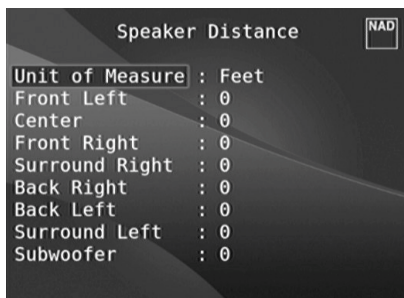 Speaker Distance
NAD
Unit of Measure : Feet
Front Left : 0
Center : 0
Front Right : 0
Surround Right : 0
Back Right : 0
Back Left : 0
Surround Left : 0
Subwoofer : 0